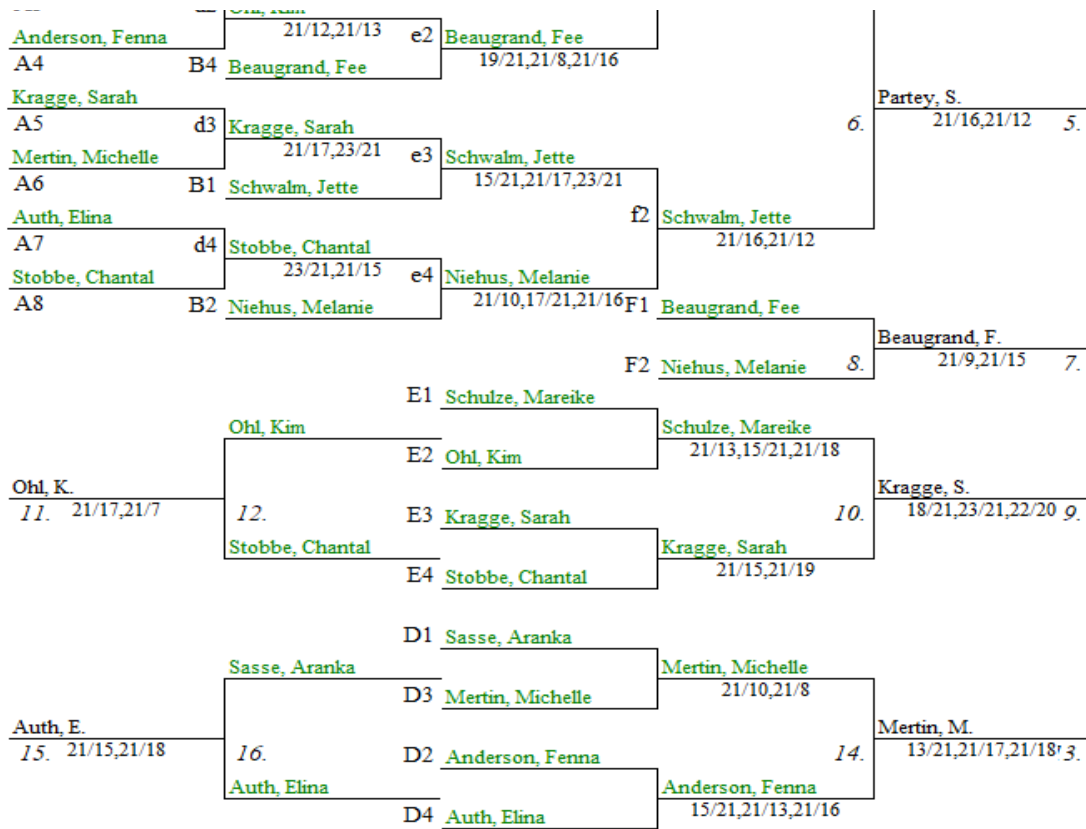 Anderson, Fenna 21/12,21/13 e2 Beaugrand, Fee
A4 B4 Beaugrand, Fee 19/21,21/8,21/16
Kragge, Sarah Partey, S.
A5 d3 Kragge, Sarah 6. 21/16,21/12 5.
Mertin, Michelle 21/17,23/21 e3 Schwalm, Jette
A6 B1 Schwalm, Jette 15/21,21/17,23/21
Auth, Elina f2 Schwalm, Jette
A7 d4 Stobbe, Chantal 21/16,21/12
Stobbe, Chantal 23/21,21/15 e4 Niehus, Melanie
A8 B2 Niehus, Melanie 21/10,17/21,21/16 F1 Beaugrand, Fee
Beaugrand, F.
F2 Niehus, Melanie 8. 21/9,21/15 7.
E1 Schulze, Mareike
Ohl, Kim Schulze, Mareike
E2 Ohl, Kim 21/13,15/21,21/18
Ohl, K. Kragge, S.
11. 21/17,21/7 12. E3 Kragge, Sarah 10. 18/21,23/21,22/20 9.
Stobbe, Chantal Kragge, Sarah
E4 Stobbe, Chantal 21/15,21/19
D1 Sasse, Aranka
Sasse, Aranka Mertin, Michelle
D3 Mertin, Michelle 21/10,21/8
Auth, E. Mertin, M.
15. 21/15,21/18 16. D2 Anderson, Fenna 14. 13/21,21/17,21/18 3.
Auth, Elina Anderson, Fenna
D4 Auth, Elina 15/21,21/13,21/16